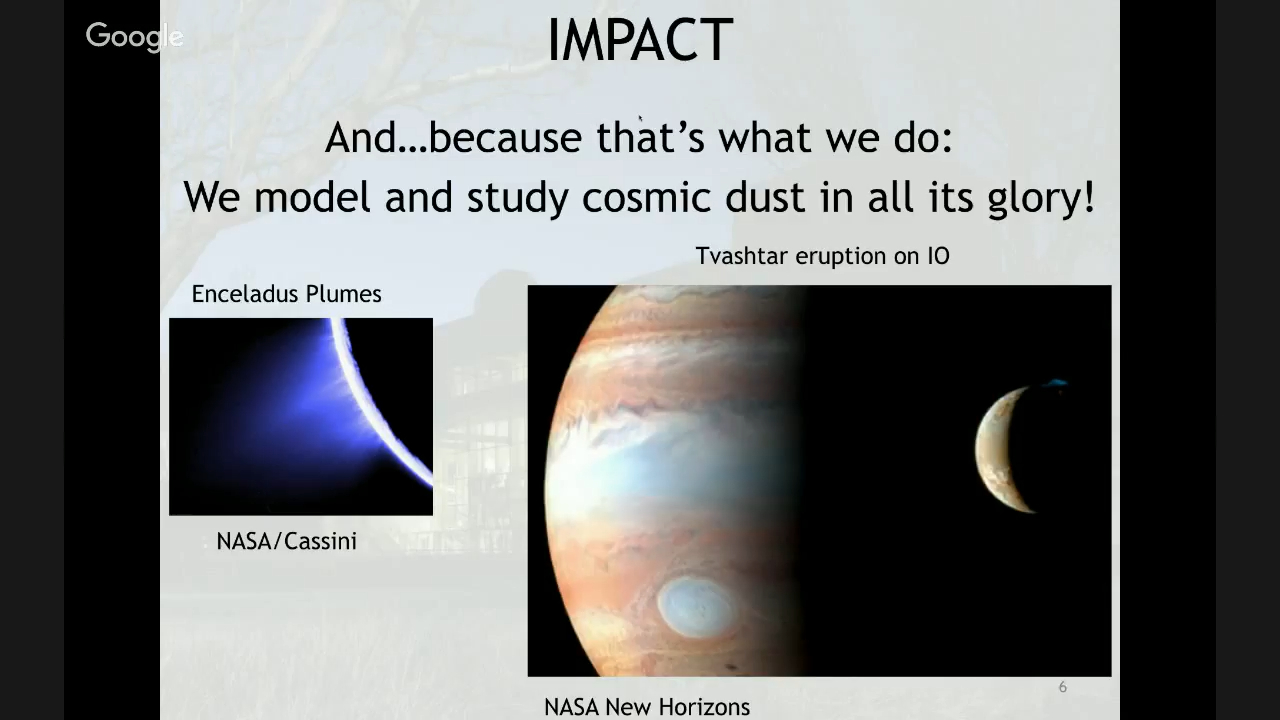 Google
IMPACT
And...because that's what we do:
We model and study cosmic dust in all its glory!
Tvashtar eruption on IO
Enceladus Plumes
NASA/Cassini
6
NASA New Horizons